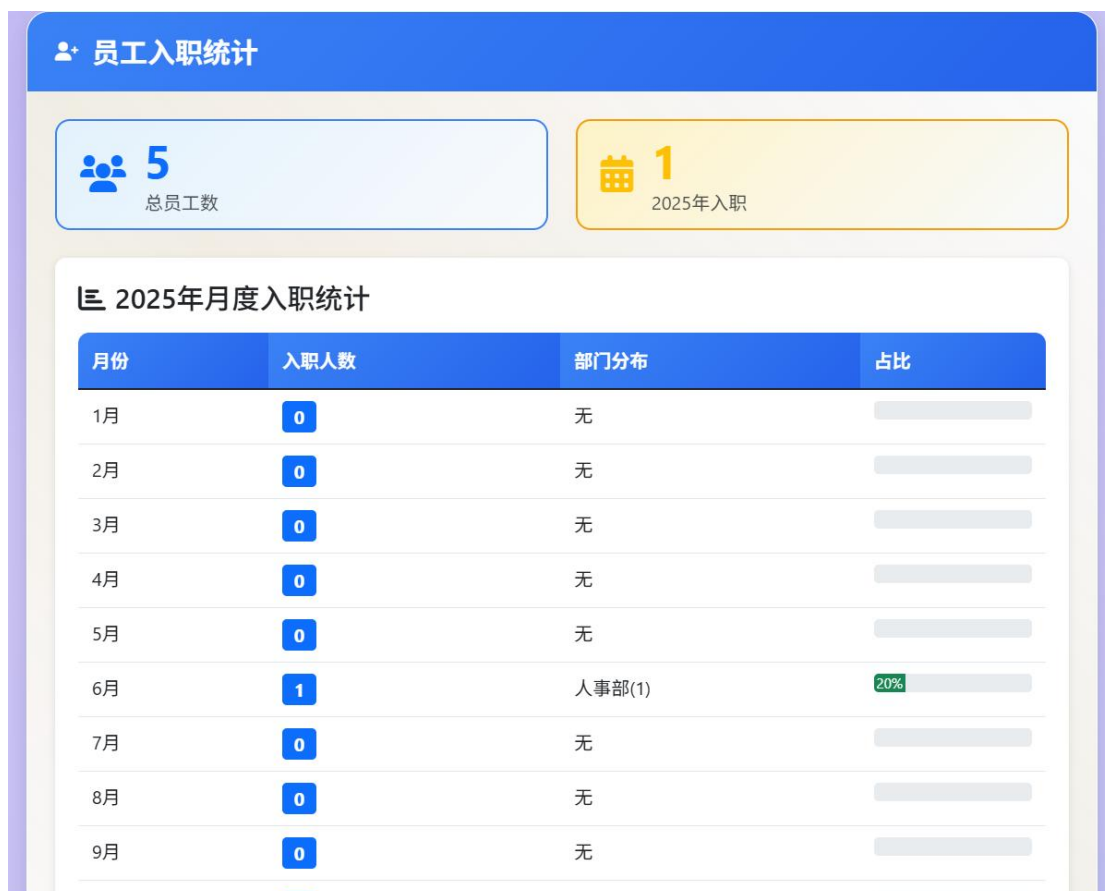 员工入职统计
5
总员工数
1
2025年入职
2025年月度入职统计
月份 入职人数 部门分布 占比
1月 0 无
2月 0 无
3月 0 无
4月 0 无
5月 0 无
6月 1 人事部(1) 20%
7月 0 无
8月 0 无
9月 0 无